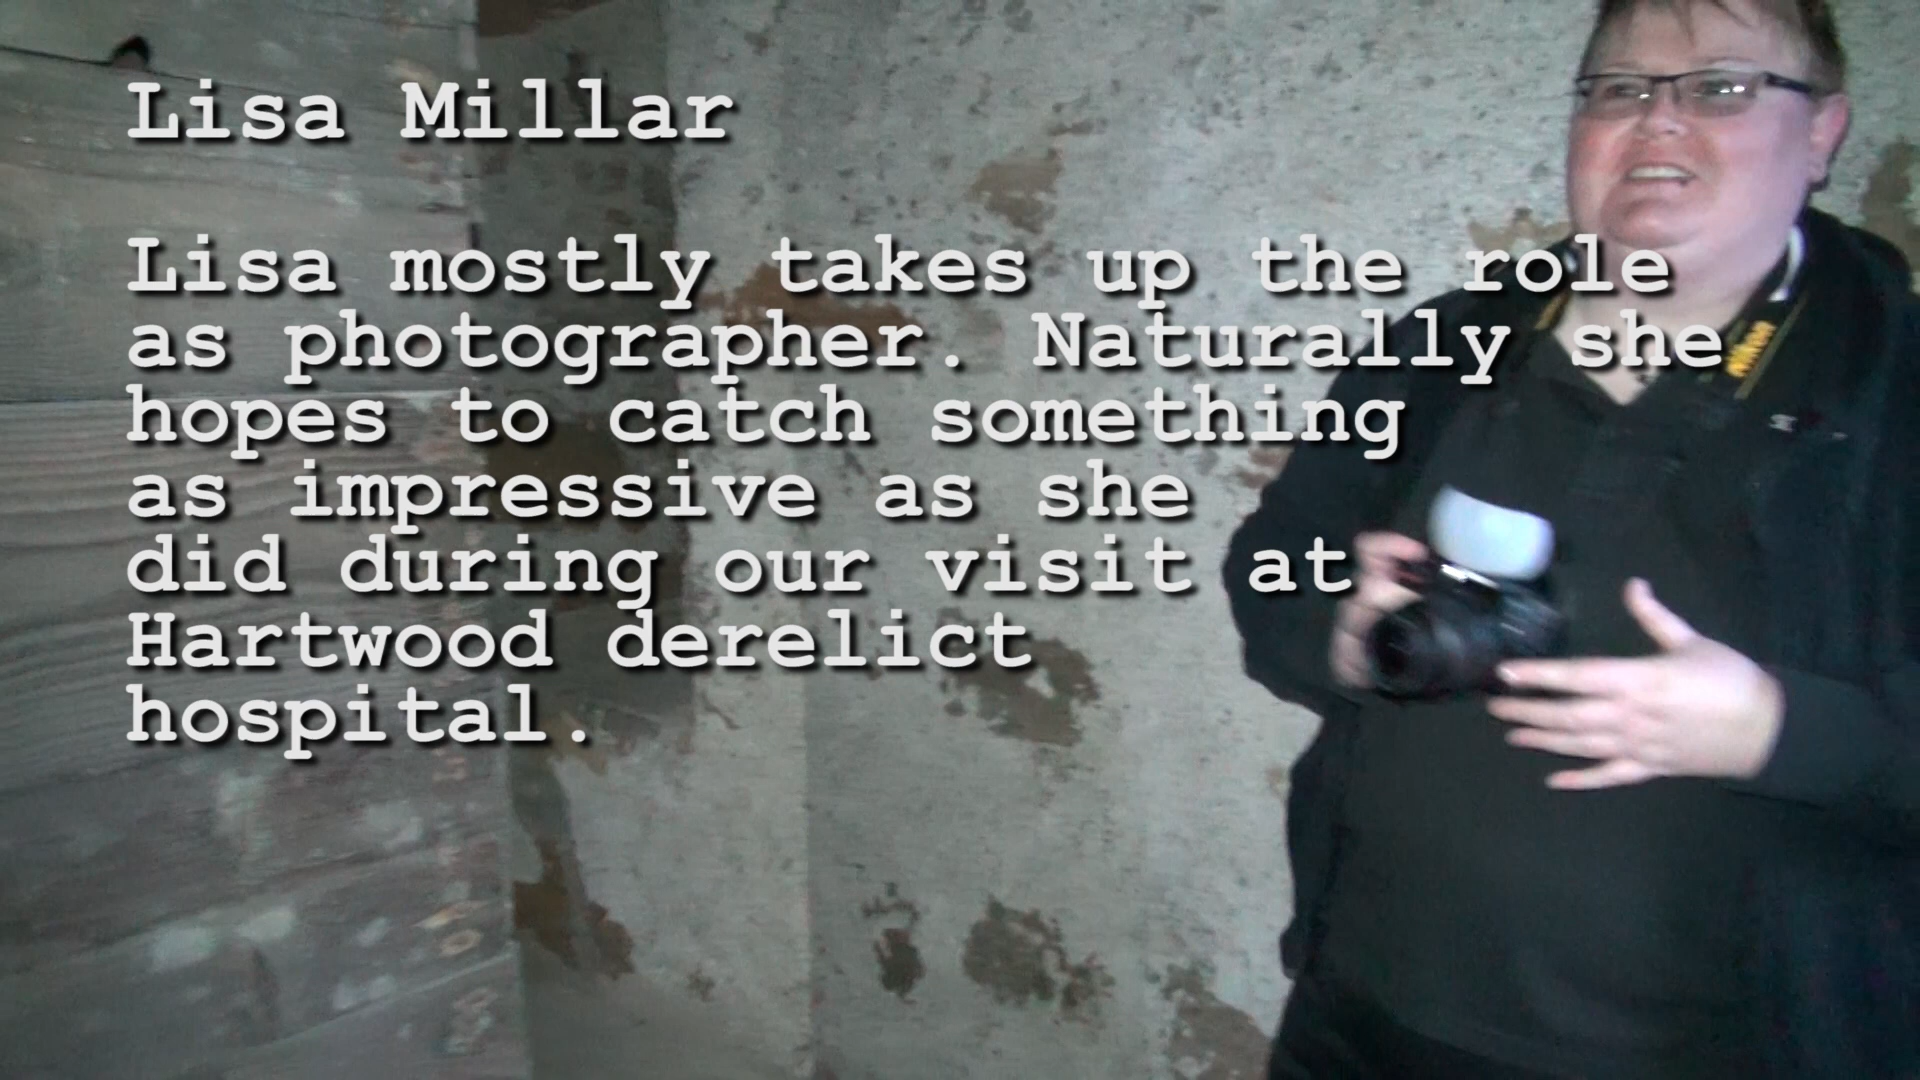 Lisa Millar
Lisa mostly takes up the role
as photographer. Naturally she
hopes to catch something
as impressive as she
did during our visit at
Hartwood derelict
hospital.
Nikon